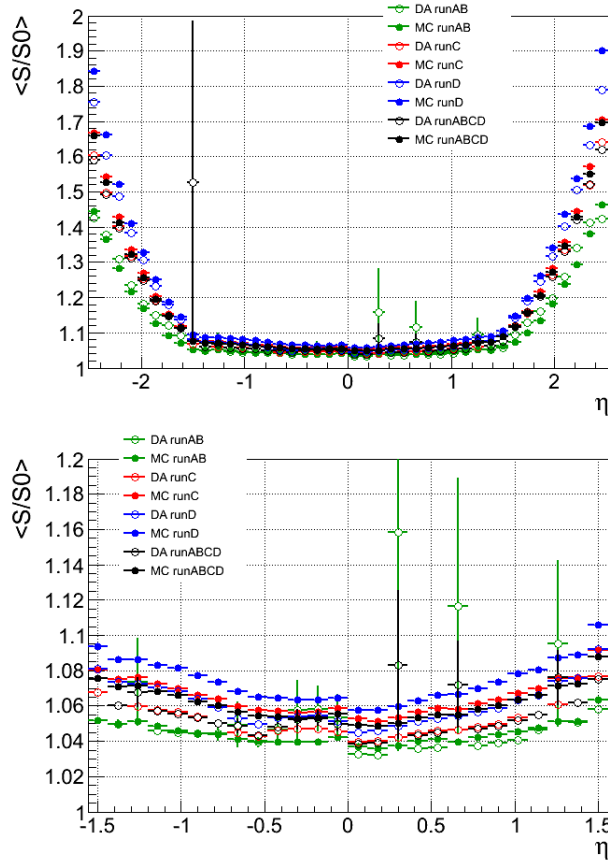 <S/S0>
2
1.9
1.8
1.7
1.6
1.5
1.4
1.3
1.2
1.1
1
DA runAB
MC runAB
DA runC
MC runC
DA runD
MC runD
DA runABCD
MC runABCD
-2 -1 0 1 2
η
DA runAB
MC runAB
DA runC
MC runC
DA runD
MC runD
DA runABCD
MC runABCD
<S/S0>
1.2
1.18
1.16
1.14
1.12
1.1
1.08
1.06
1.04
1.02
1
-1.5 -1 -0.5 0 0.5 1 1.5
η